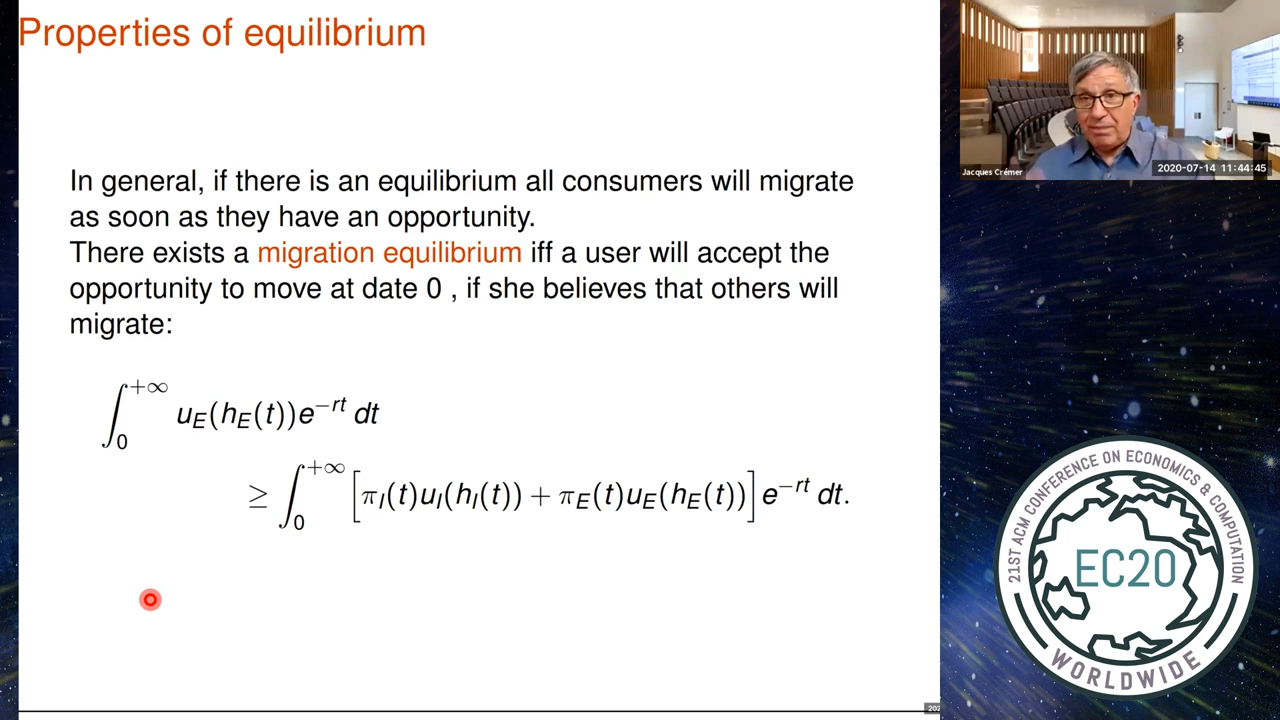 Properties of equilibrium
In general, if there is an equilibrium all consumers will migrate
as soon as they have an opportunity.
There exists a migration equilibrium iff a user will accept the
opportunity to move at date 0 , if she believes that others will
migrate:
∫₀^{+∞} u_E(h_E(t))e^{−rt} dt
≥ ∫₀^{+∞} [π_I(t)u_I(h_I(t)) + π_E(t)u_E(h_E(t))] e^{−rt} dt.
Jacques Crémer
2020-07-14 11:44:45
21ST ACM CONFERENCE ON ECONOMICS & COMPUTATION
EC20
WORLDWIDE